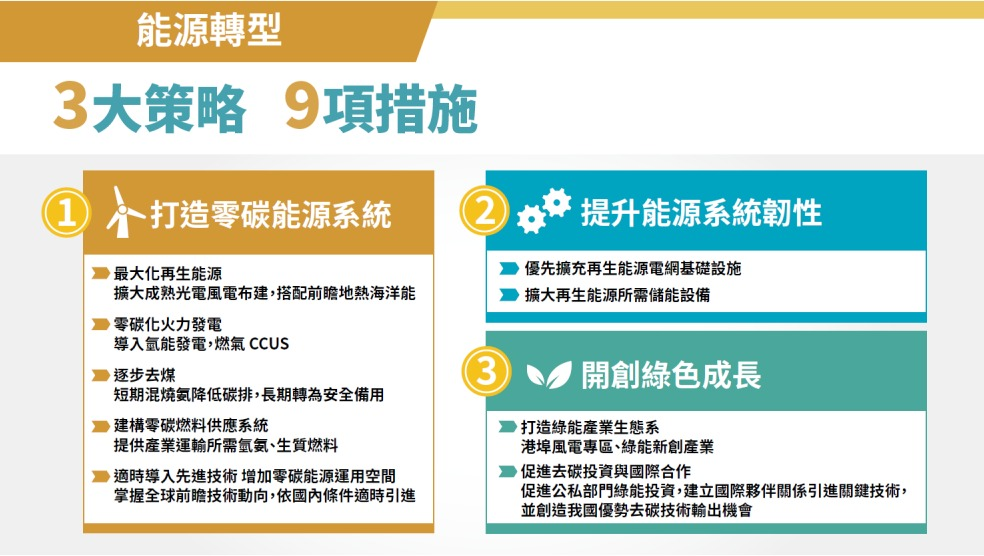 能源轉型
3大策略 9項措施
1 打造零碳能源系統
最大化再生能源
擴大成熟光電風電布建,搭配前瞻地熱海洋能
零碳化火力發電
導入氫能發電,燃氣 CCUS
逐步去煤
短期混燒氨降低碳排,長期轉為安全備用
建構零碳燃料供應系統
提供產業運輸所需氫氨、生質燃料
適時導入先進技術 增加零碳能源運用空間
掌握全球前瞻技術動向,依國內條件適時引進
2 提升能源系統韌性
優先擴充再生能源電網基礎設施
擴大再生能源所需儲能設備
3 開創綠色成長
打造綠能產業生態系
港埠風電專區、綠能新創產業
促進去碳投資與國際合作
促進公私部門綠能投資,建立國際夥伴關係引進關鍵技術,
並創造我國優勢去碳技術輸出機會